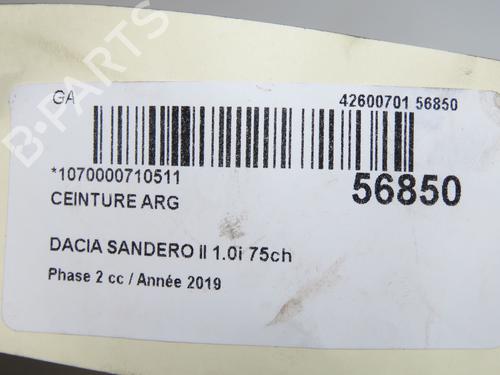 GA
42600701 56850
*1070000710511
56850
CEINTURE ARG
DACIA SANDERO II 1.0i 75ch
Phase 2 cc / Année 2019
B-PARTS